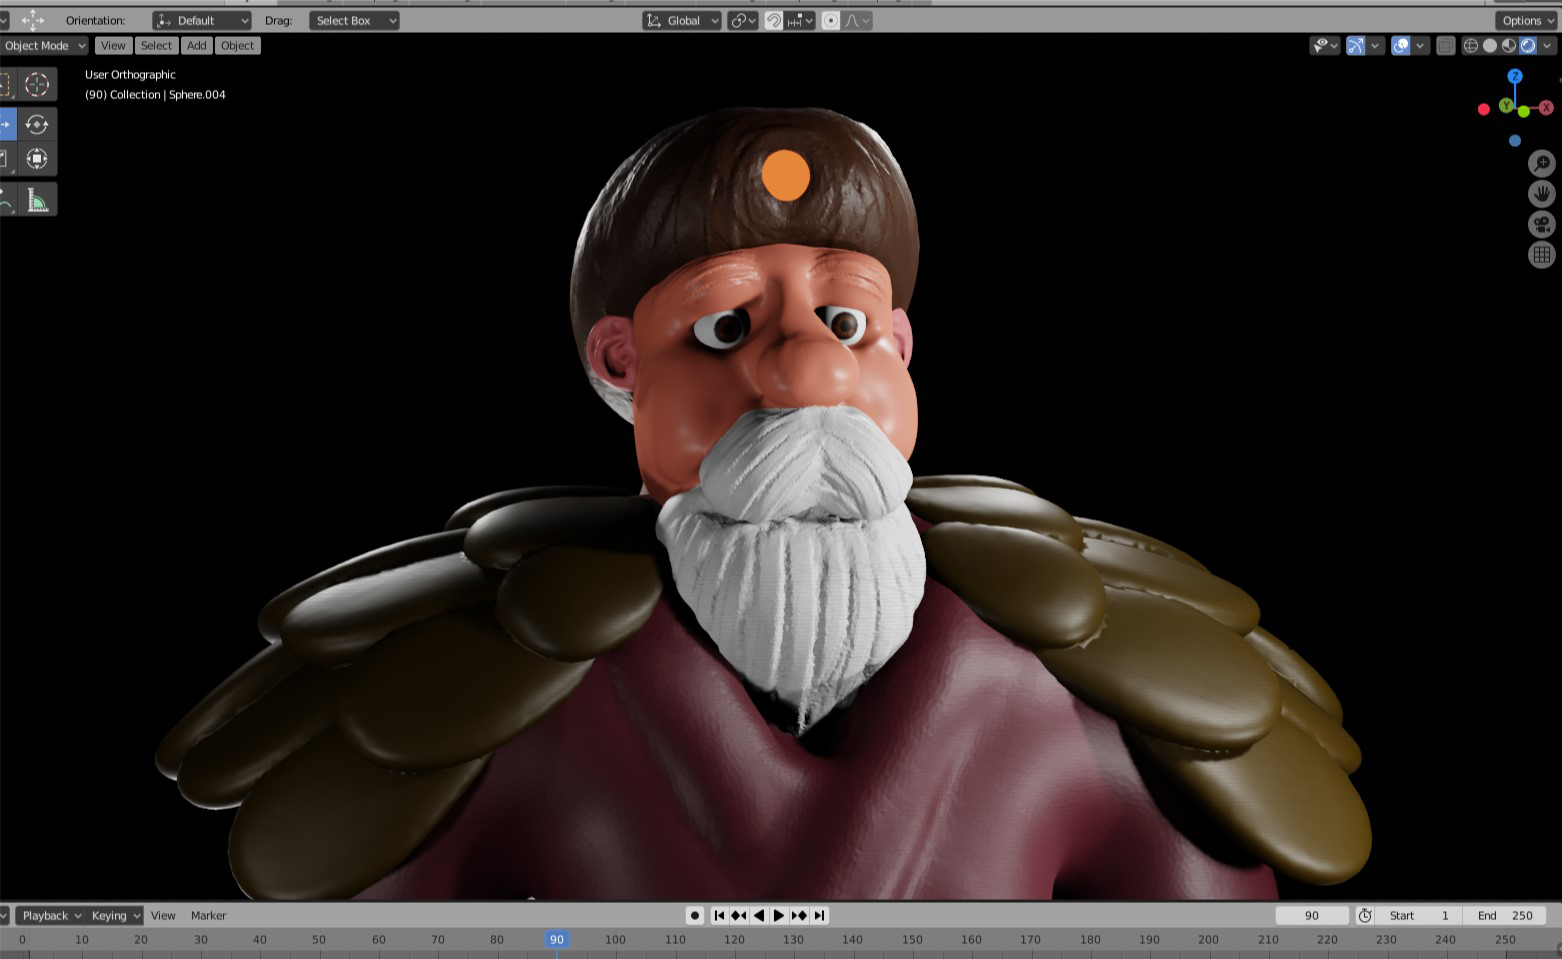 Orientation: Default Drag: Select Box Global Options
Object Mode View Select Add Object
User Orthographic
(90) Collection | Sphere.004
Z
Y X
Playback Keying View Marker 90 Start 1 End 250
0 10 20 30 40 50 60 70 80 90 100 110 120 130 140 150 160 170 180 190 200 210 220 230 240 250